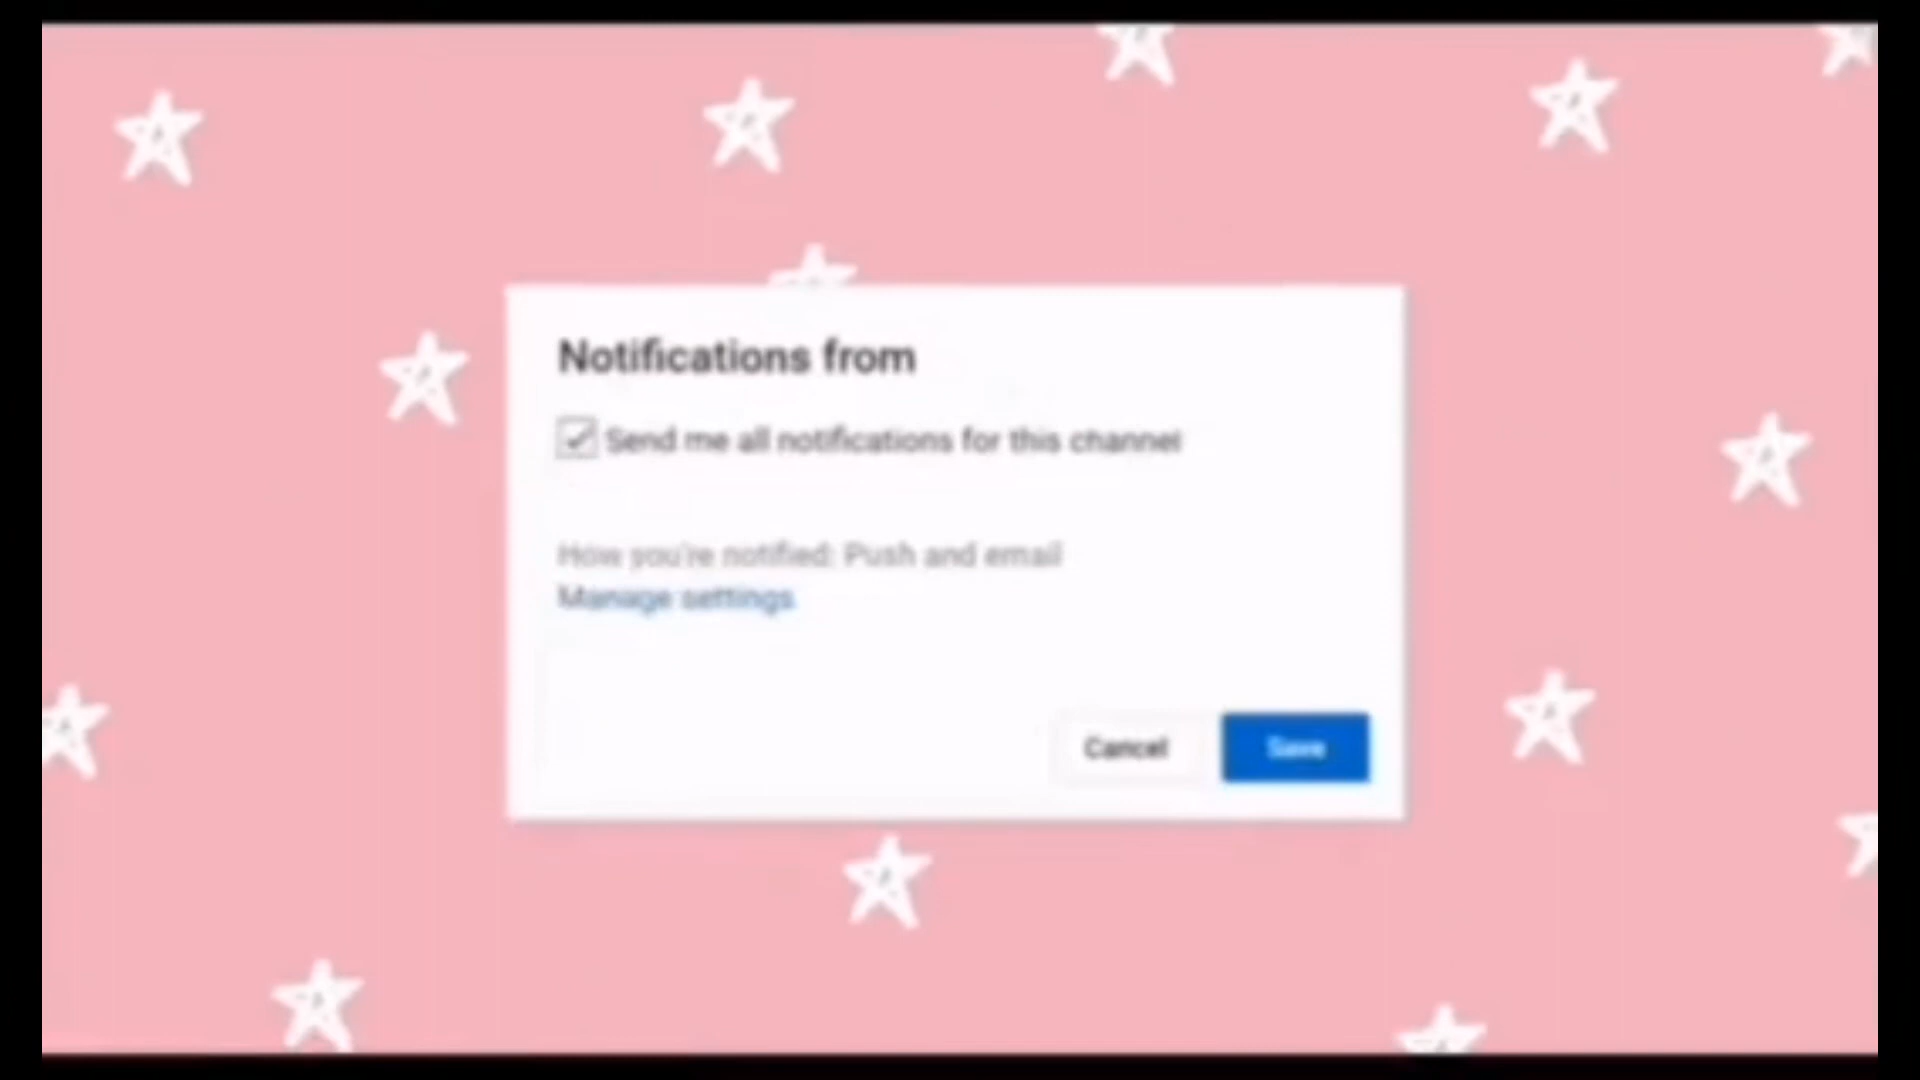 Notifications from
Send me all notifications for this channel
How you're notified: Push and email
Manage settings
Cancel
Save